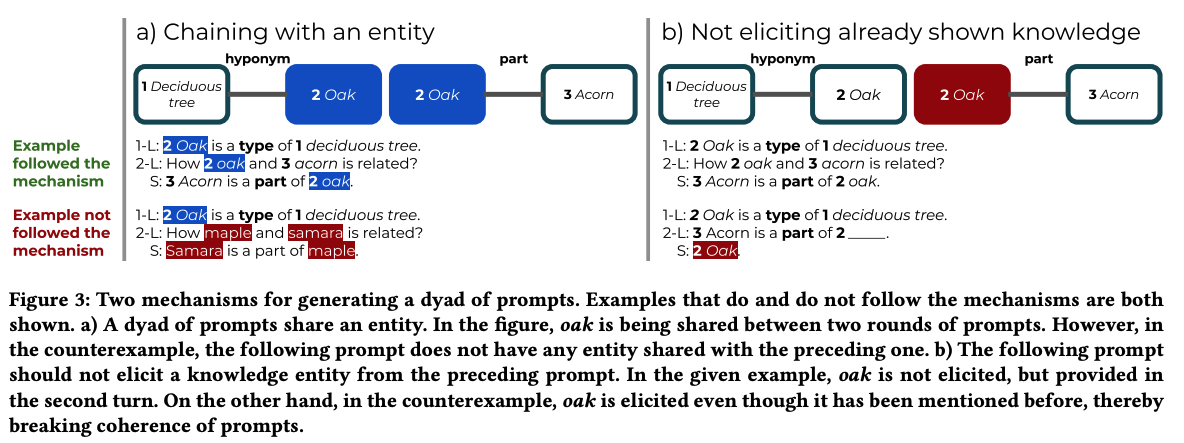 a) Chaining with an entity
hyponym
part
1 Deciduous
tree
2 Oak
2 Oak
3 Acorn
b) Not eliciting already shown knowledge
hyponym
part
1 Deciduous
tree
2 Oak
2 Oak
3 Acorn
Example
followed the
mechanism
1-L: 2 Oak is a type of 1 deciduous tree.
2-L: How 2 oak and 3 acorn is related?
S: 3 Acorn is a part of 2 oak.
1-L: 2 Oak is a type of 1 deciduous tree.
2-L: How 2 oak and 3 acorn is related?
S: 3 Acorn is a part of 2 oak.
Example not
followed the
mechanism
1-L: 2 Oak is a type of 1 deciduous tree.
2-L: How maple and samara is related?
S: Samara is a part of maple.
1-L: 2 Oak is a type of 1 deciduous tree.
2-L: 3 Acorn is a part of 2 _____.
S: 2 Oak.
Figure 3: Two mechanisms for generating a dyad of prompts. Examples that do and do not follow the mechanisms are both
shown. a) A dyad of prompts share an entity. In the figure, oak is being shared between two rounds of prompts. However, in
the counterexample, the following prompt does not have any entity shared with the preceding one. b) The following prompt
should not elicit a knowledge entity from the preceding prompt. In the given example, oak is not elicited, but provided in
the second turn. On the other hand, in the counterexample, oak is elicited even though it has been mentioned before, thereby
breaking coherence of prompts.